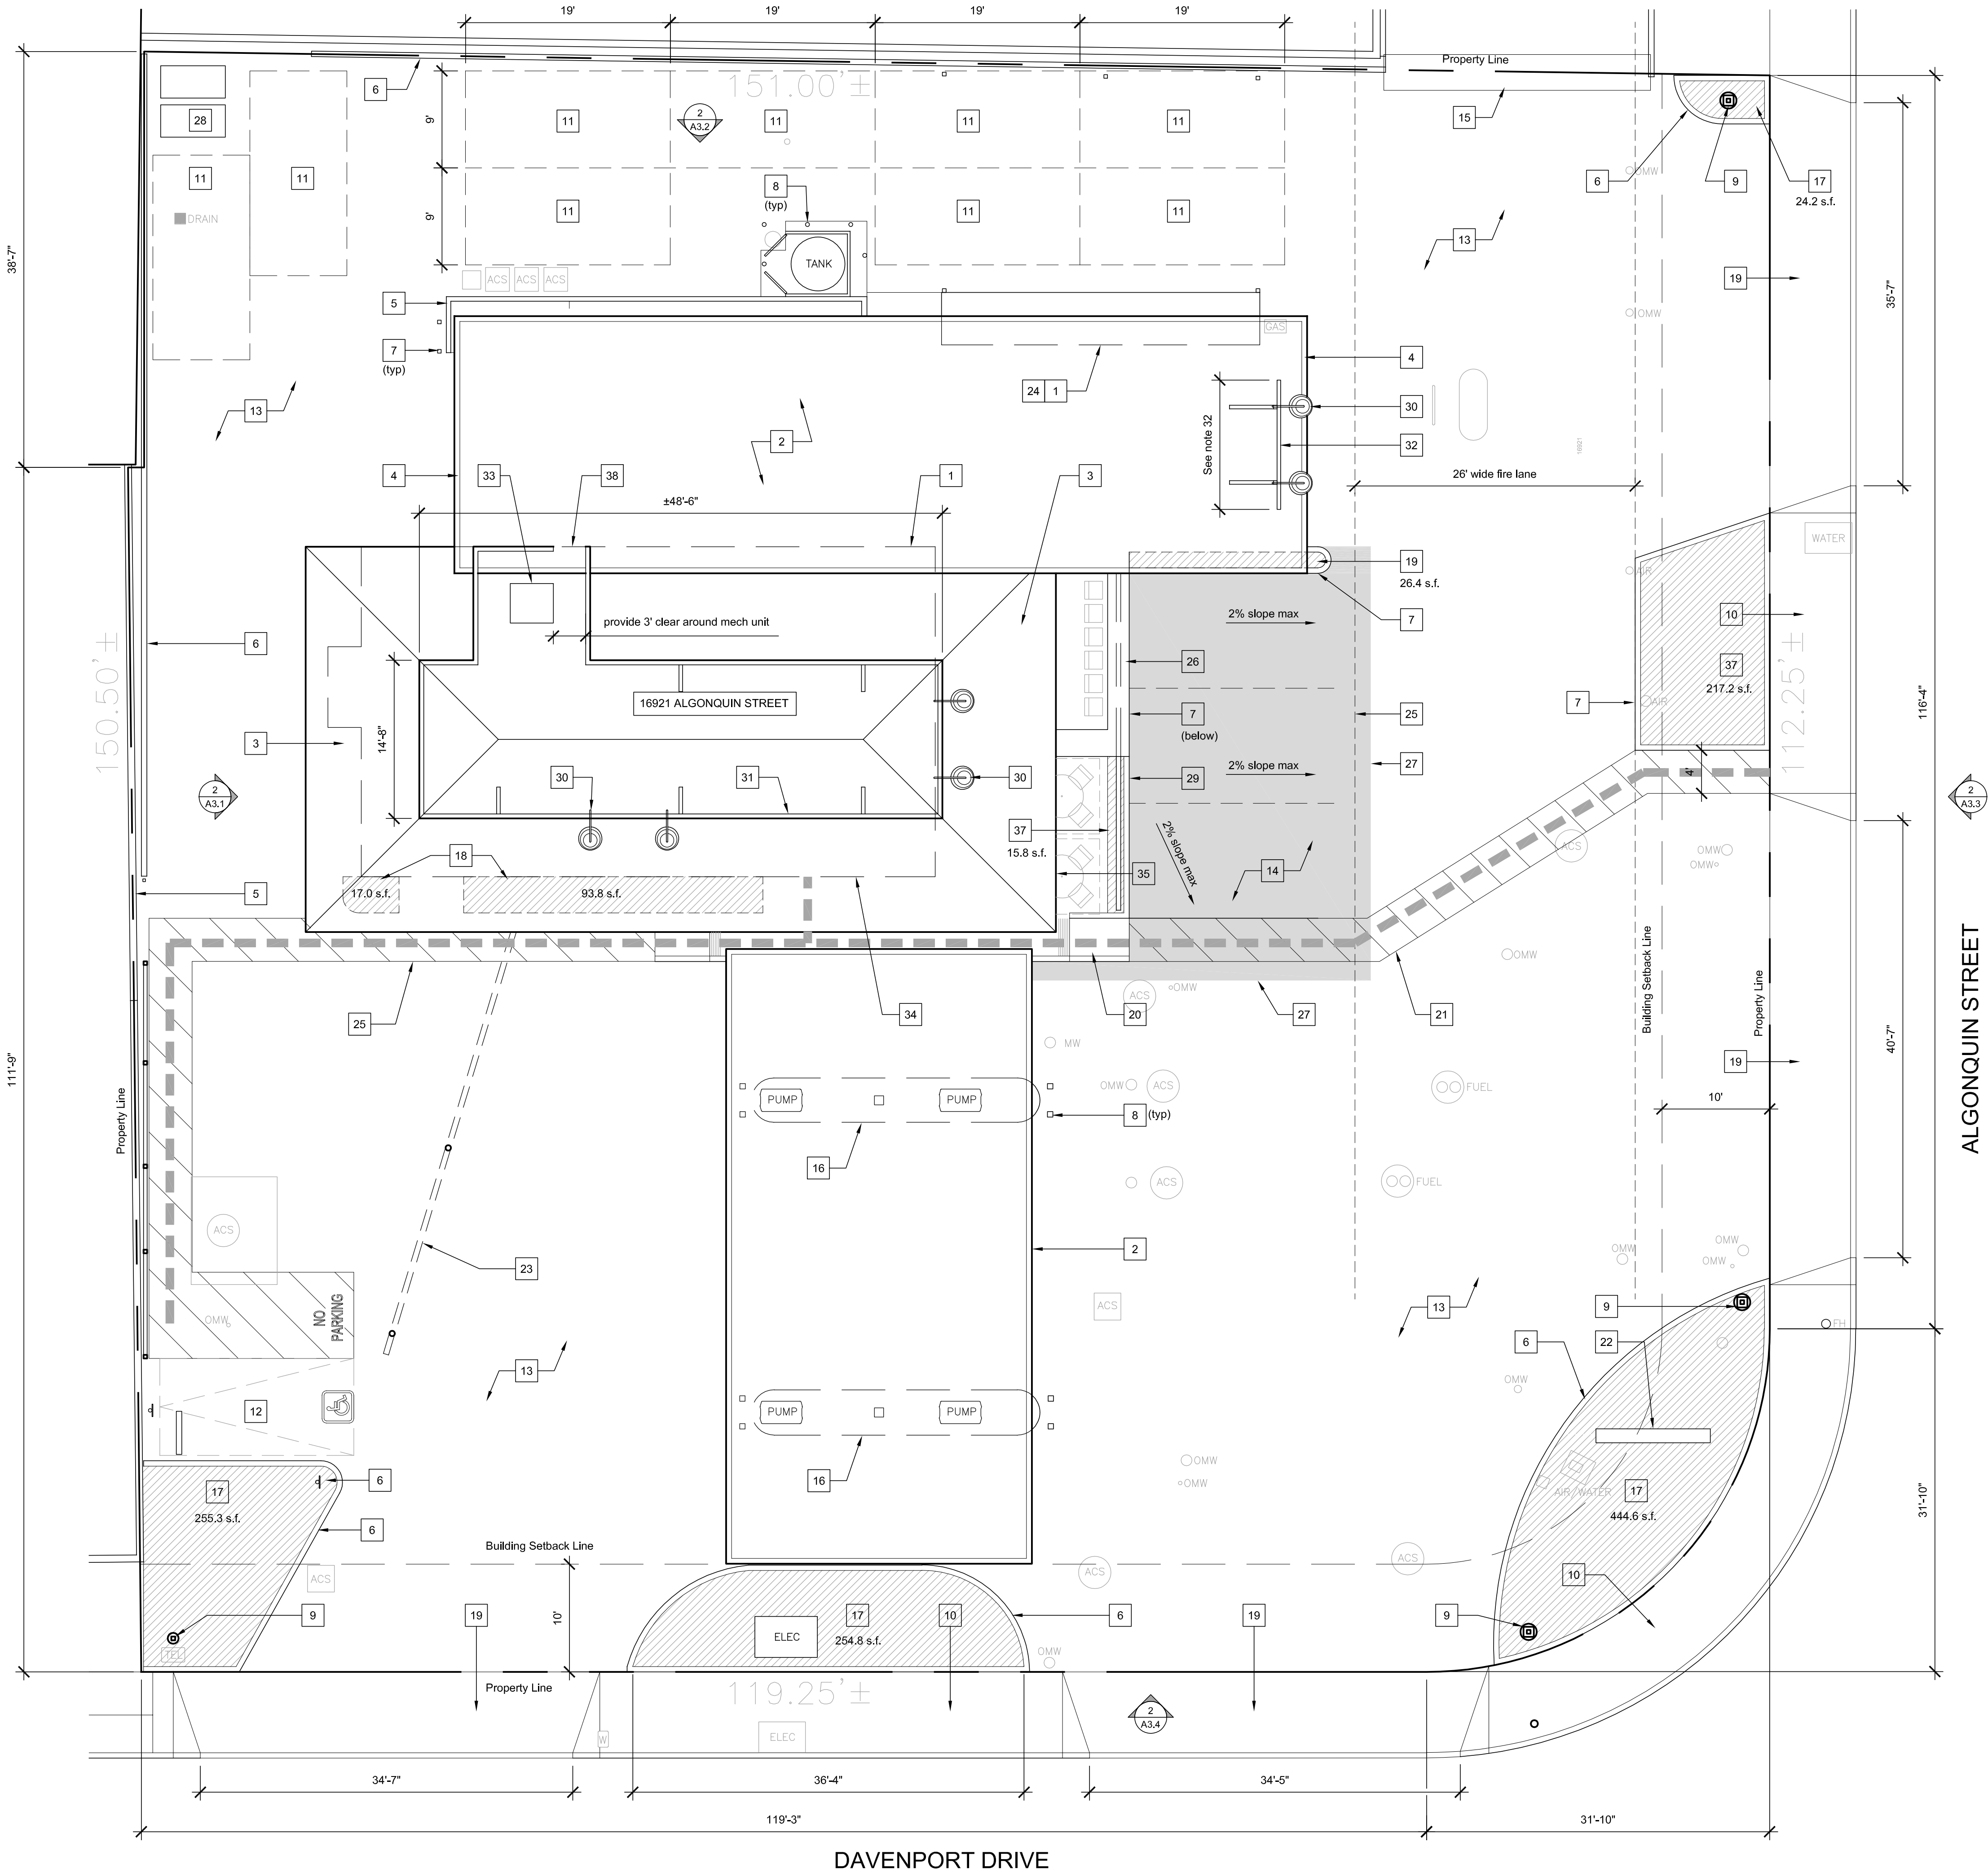 19'
19'
19'
19'
Property Line
151.00'±
6
28
9'
11
11
11
11
2
A3.2
15
11
11
DRAIN
9'
11
8
(typ)
11
11
TANK
OMW
6
9
17
24.2 s.f.
13
38'-7"
ACS
ACS
ACS
19
35'-7"
5
7
(typ)
GAS
OMW
4
24
1
30
13
2
See note 32
32
16921
4
33
38
1
3
26' wide fire lane
±48'-6"
WATER
19
26.4 s.f.
AIR
10
7
2% slope max
provide 3' clear around mech unit
6
150.50'±
26
37
217.2 s.f.
112.25'±
16921 ALGONQUIN STREET
7
(below)
25
7
AIR
116'-4"
3
14'-8"
27
2% slope max
30
31
30
29
4'
2
A3.1
2
A3.3
37
15.8 s.f.
2% slope max
ACS
OMW
OMW
18
35
14
5
17.0 s.f.
93.8 s.f.
Building Setback Line
Property Line
OMW
ALGONQUIN STREET
25
34
ACS
OMW
20
27
21
40'-7"
111'-9"
MW
19
Property Line
PUMP
PUMP
OMW
ACS
FUEL
10'
8
(typ)
16
ACS
FUEL
ACS
23
2
OMW
OMW
OMW
NO
PARKING
OMW
ACS
13
9
FH
13
6
22
OMW
12
PUMP
PUMP
16
OMW
OMW
6
17
255.3 s.f.
AIR/WATER
17
444.6 s.f.
31'-10"
6
Building Setback Line
ACS
ACS
ACS
10
9
19
10'
17
254.8 s.f.
10
6
19
9
ELEC
TEL
OMW
Property Line
119.25'±
2
A3.4
W
ELEC
34'-7"
36'-4"
34'-5"
119'-3"
31'-10"
DAVENPORT DRIVE